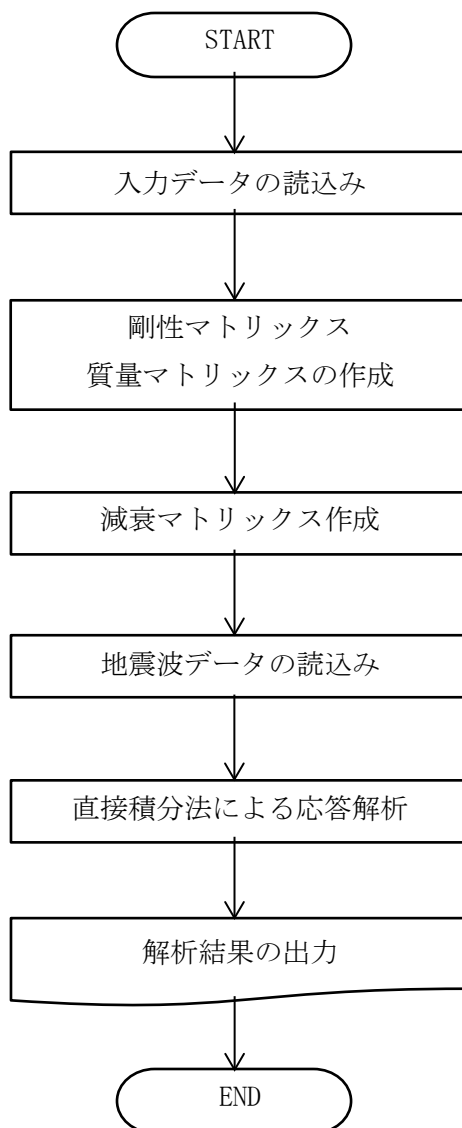 START
入力データの読込み
剛性マトリックス
質量マトリックスの作成
減衰マトリックス作成
地震波データの読込み
直接積分法による応答解析
解析結果の出力
END